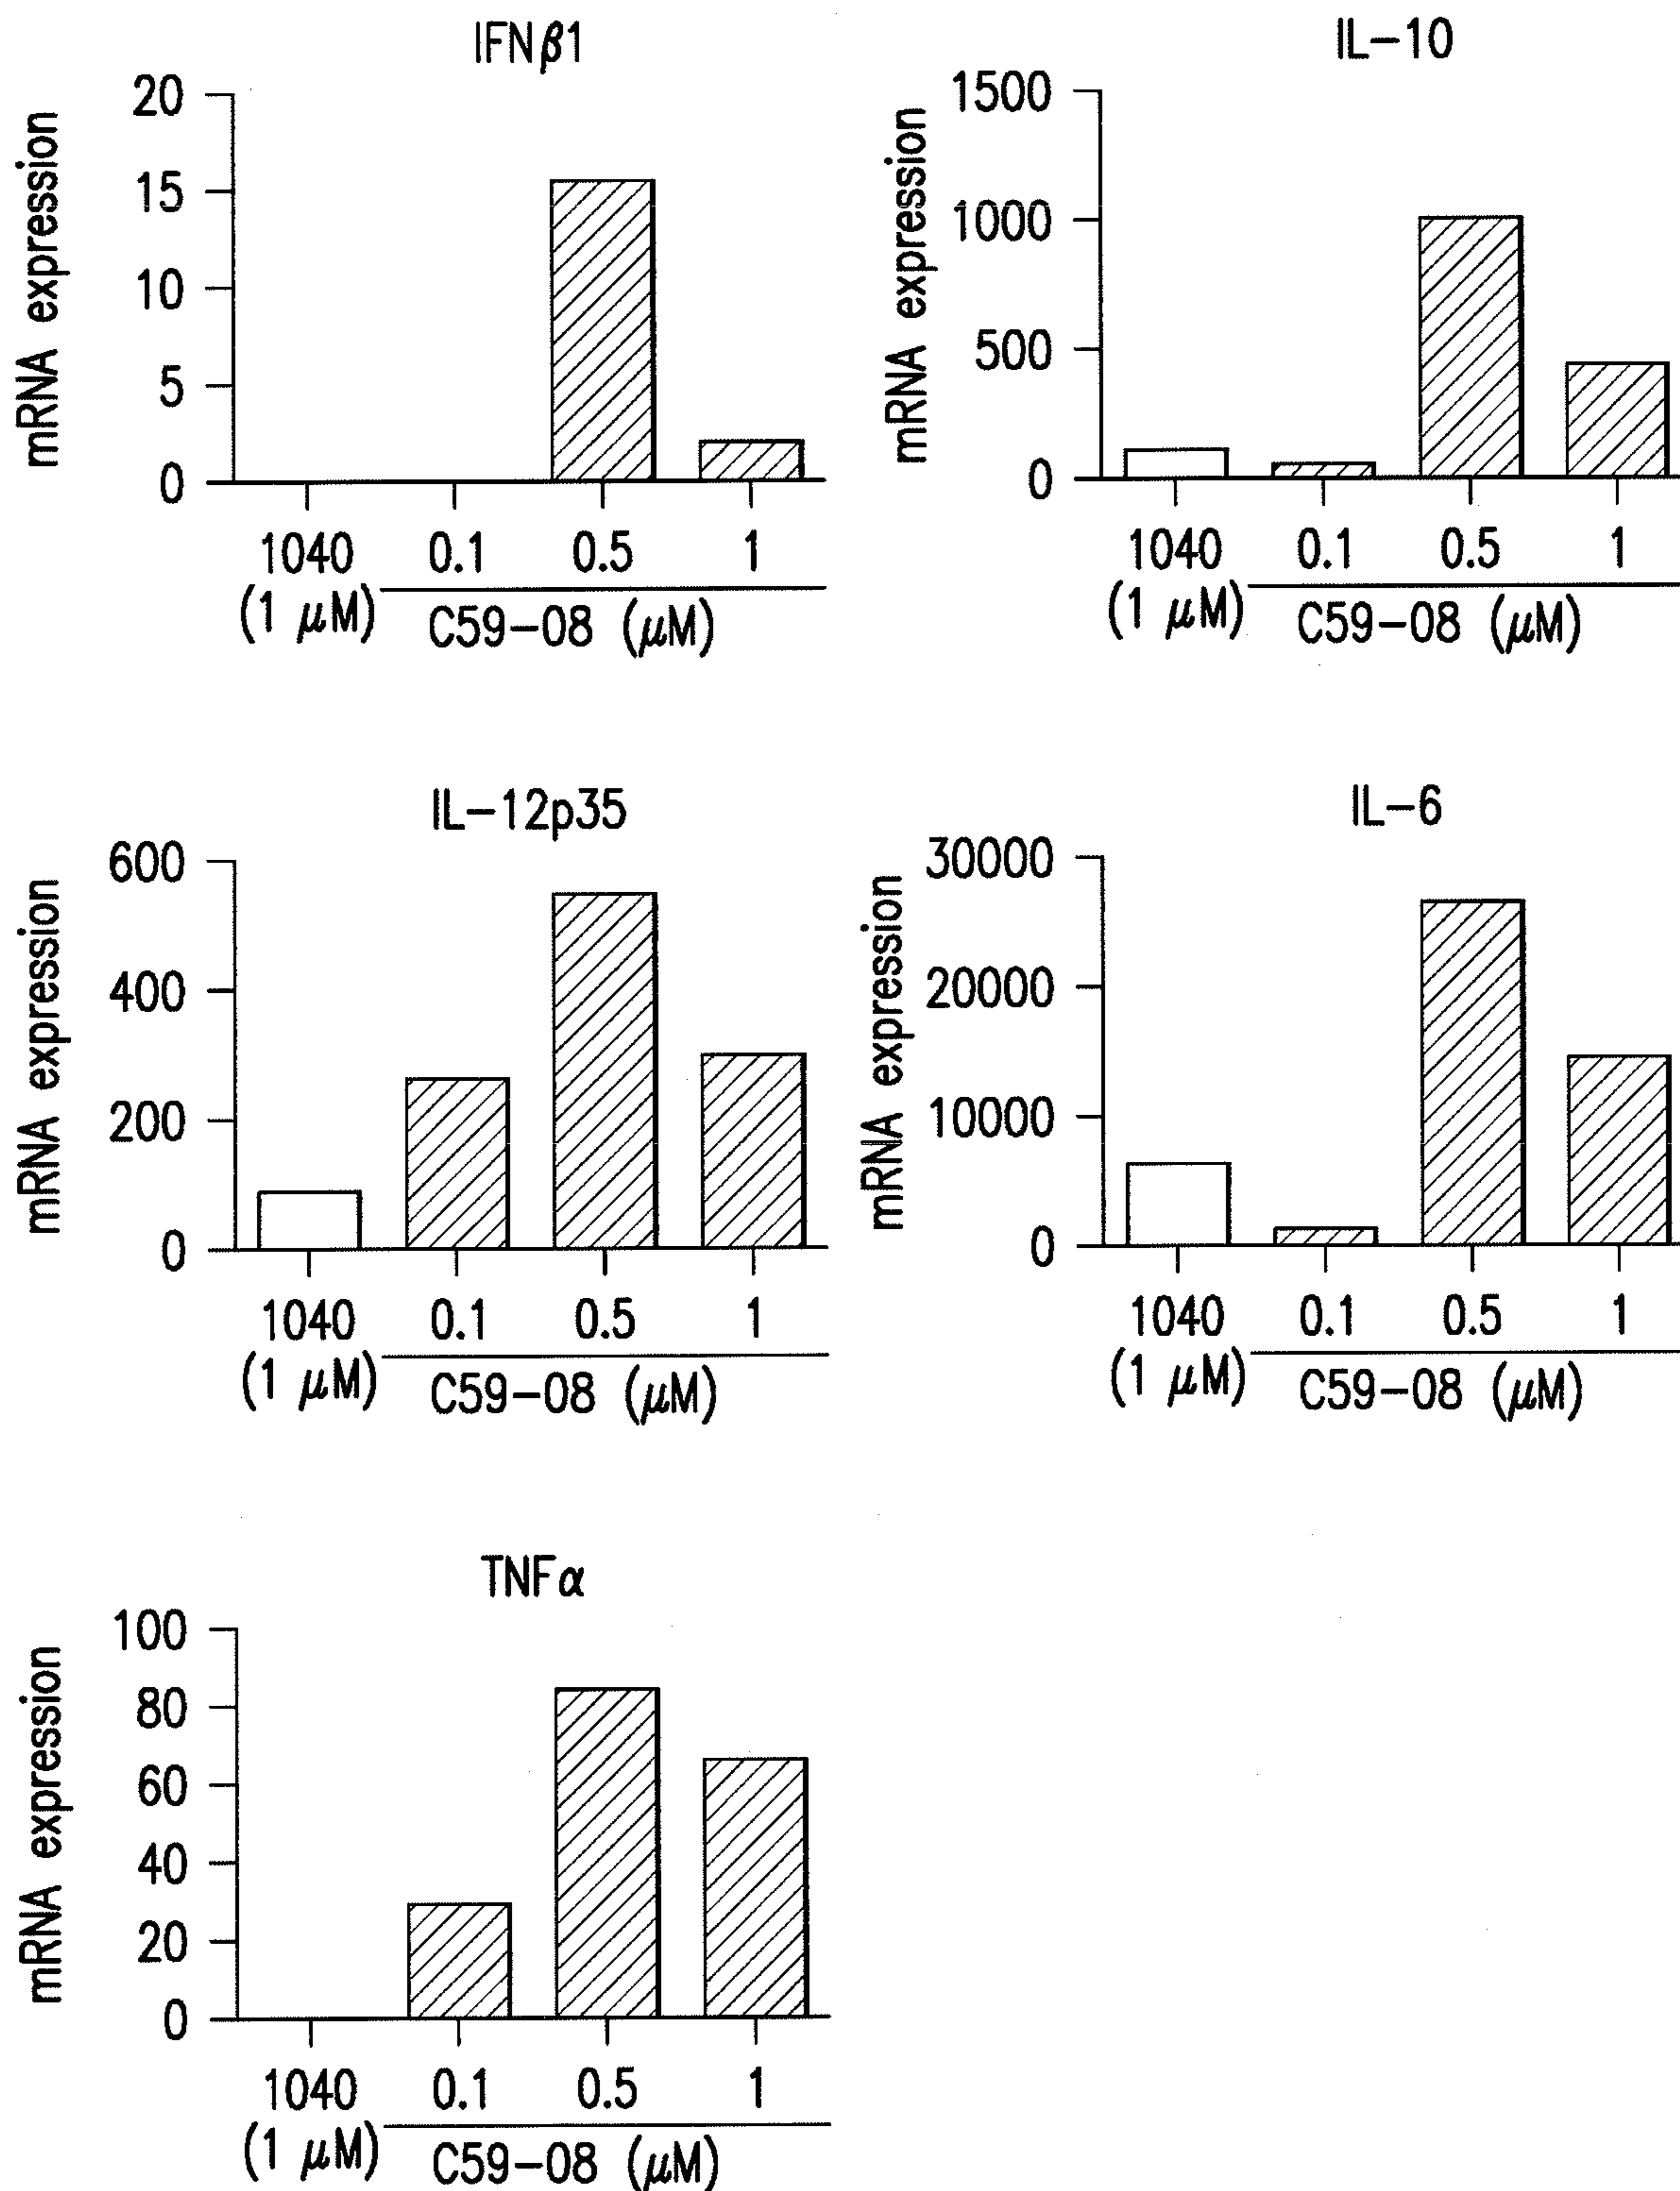 IFNβ1
mRNA expression
20
15
10
5
0
1040 0.1 0.5 1
(1 μM) C59-08 (μM)
IL-10
mRNA expression
1500
1000
500
0
1040 0.1 0.5 1
(1 μM) C59-08 (μM)
IL-12p35
mRNA expression
600
400
200
0
1040 0.1 0.5 1
(1 μM) C59-08 (μM)
IL-6
mRNA expression
30000
20000
10000
0
1040 0.1 0.5 1
(1 μM) C59-08 (μM)
TNFα
mRNA expression
100
80
60
40
20
0
1040 0.1 0.5 1
(1 μM) C59-08 (μM)